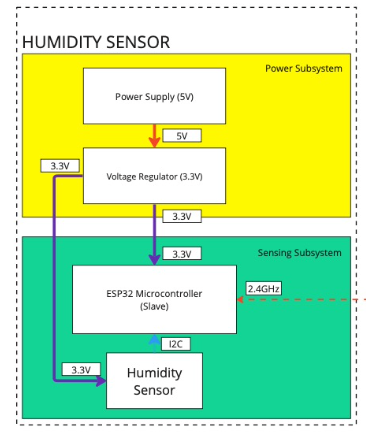 HUMIDITY SENSOR
Power Subsystem
Power Supply (5V)
5V
3.3V
Voltage Regulator (3.3V)
3.3V
3.3V
Sensing Subsystem
ESP32 Microcontroller
(Slave)
2.4GHz
I2C
3.3V
Humidity
Sensor